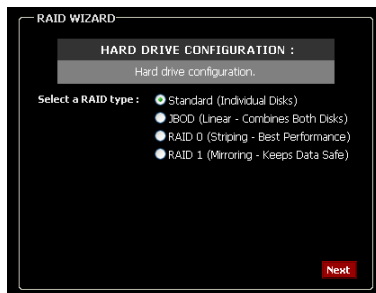 RAID WIZARD
HARD DRIVE CONFIGURATION :
Hard drive configuration.
Select a RAID type : Standard (Individual Disks)
JBOD (Linear - Combines Both Disks)
RAID 0 (Striping - Best Performance)
RAID 1 (Mirroring - Keeps Data Safe)
Next